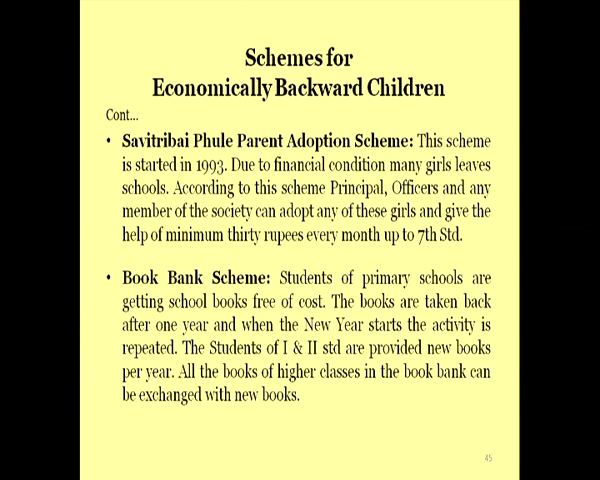 Schemes for
Economically Backward Children
Cont...
• Savitribai Phule Parent Adoption Scheme: This scheme
is started in 1993. Due to financial condition many girls leaves
schools. According to this scheme Principal, Officers and any
member of the society can adopt any of these girls and give the
help of minimum thirty rupees every month up to 7th Std.
• Book Bank Scheme: Students of primary schools are
getting school books free of cost. The books are taken back
after one year and when the New Year starts the activity is
repeated. The Students of I & II std are provided new books
per year. All the books of higher classes in the book bank can
be exchanged with new books.
45